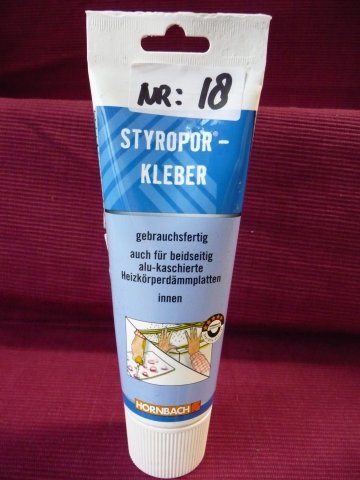 NR: 18
STYROPOR® -
KLEBER
gebrauchsfertig
auch für beidseitig
alu-kaschierte
Heizkörperdämmplatten
innen
HORNBACH